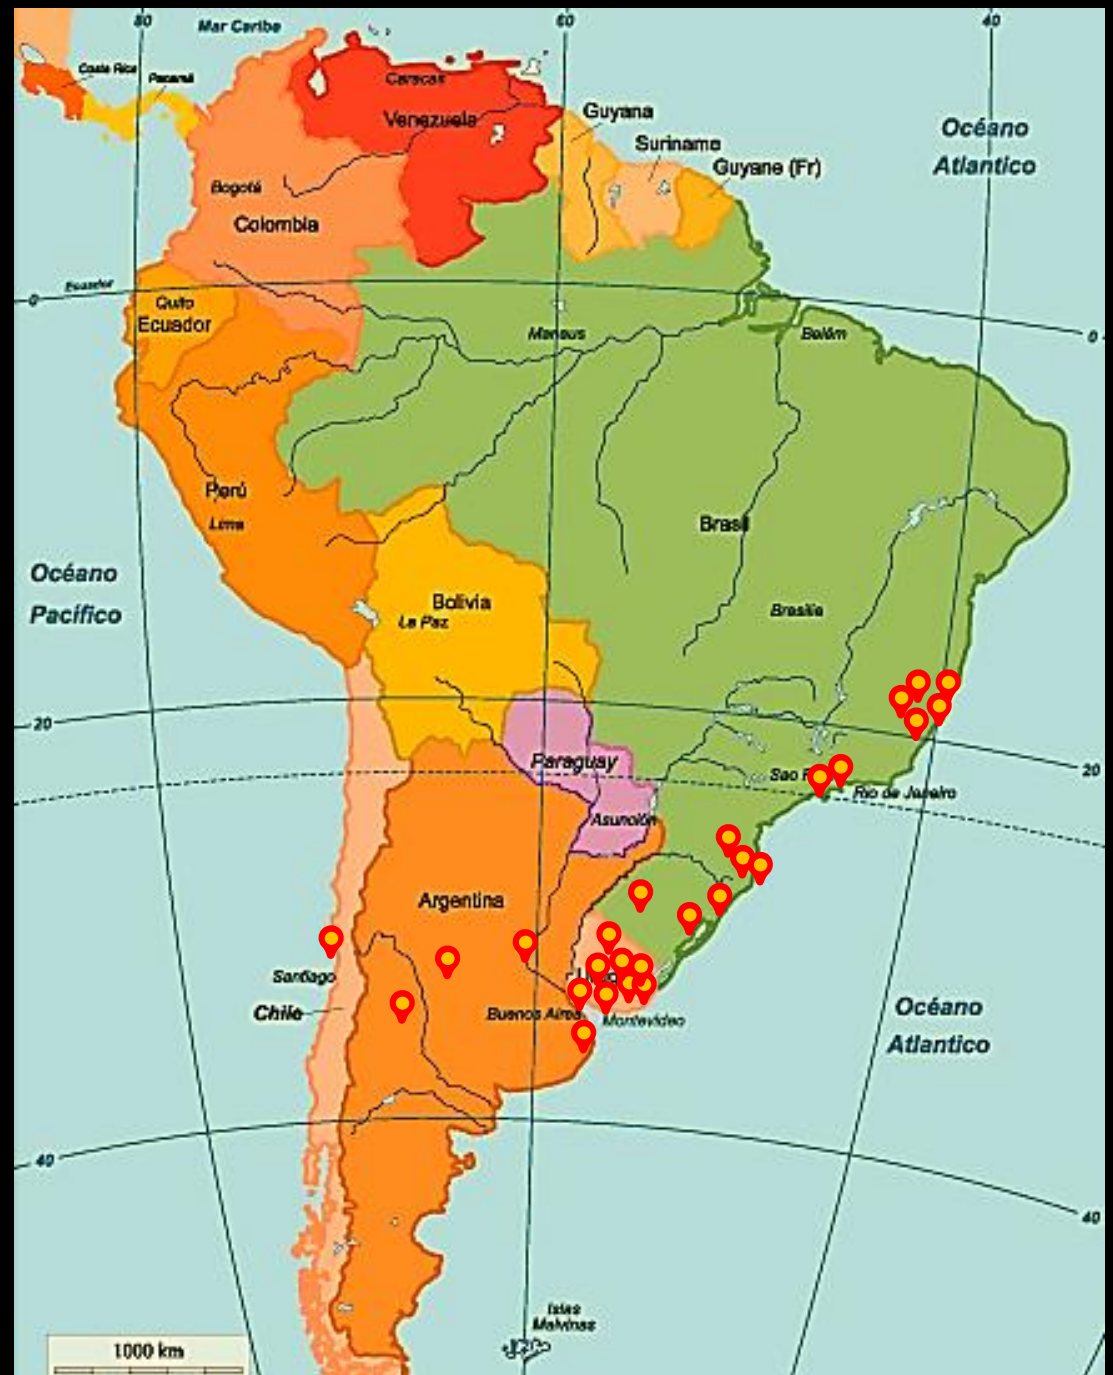 80
60
40
Mar Caribe
Costa Rica
Panamá
Caracas
Venezuela
Guyana
Suriname
Guyane (Fr)
Océano
Atlantico
Bogotá
Colombia
Ecuador
0
Quito
Ecuador
Manaus
Belém
0
Perú
Lima
Brasil
Océano
Pacífico
Bolivia
La Paz
Brasilia
20
Paraguay
Sao P
20
Rio de Janeiro
Asunción
Argentina
Santiago
Chile
Buenos Aires
Montevideo
Océano
Atlantico
40
40
Islas
Malvinas
1000 km